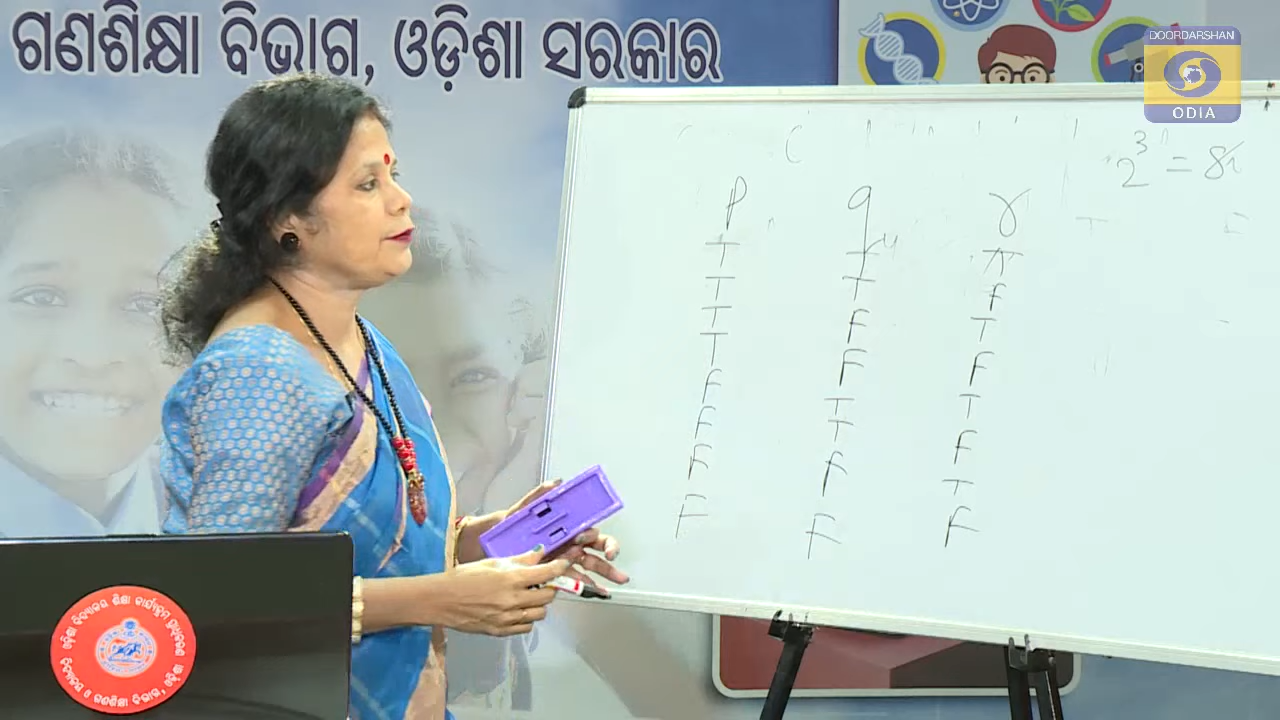 ଗଣଶିକ୍ଷା ବିଭାଗ, ଓଡ଼ିଶା ସରକାର
DOORDARSHAN
ODIA
2³ = 8
p q r
T T T
T T F
T F T
T F F
F T T
F T F
F F T
F F F